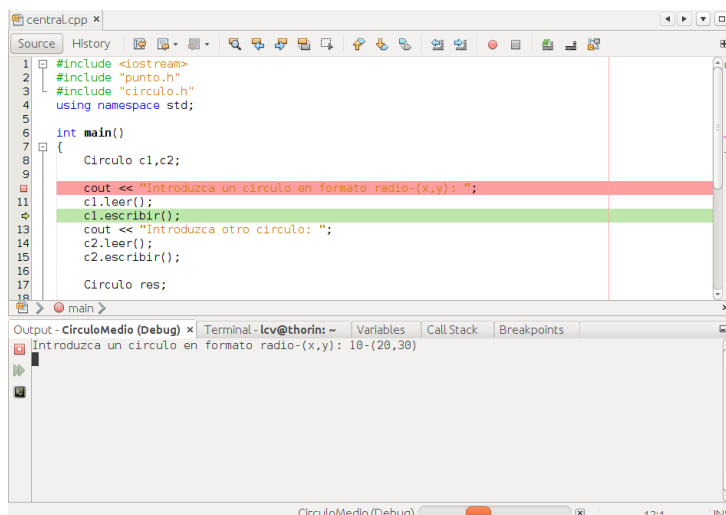 central.cpp ×
Source History
1 #include <iostream>
2 #include "punto.h"
3 #include "circulo.h"
4 using namespace std;
5
6 int main()
7 {
8 Circulo c1,c2;
9
cout << "Introduzca un circulo en formato radio-(x,y): ";
11 c1.leer();
c1.escribir();
13 cout << "Introduzca otro circulo: ";
14 c2.leer();
15 c2.escribir();
16
17 Circulo res;
18
main
Output - CirculoMedio (Debug) × Terminal - lcv@thorin: ~ Variables Call Stack Breakpoints
Introduzca un circulo en formato radio-(x,y): 10-(20,30)
CirculoMedio (Debug) 12:1